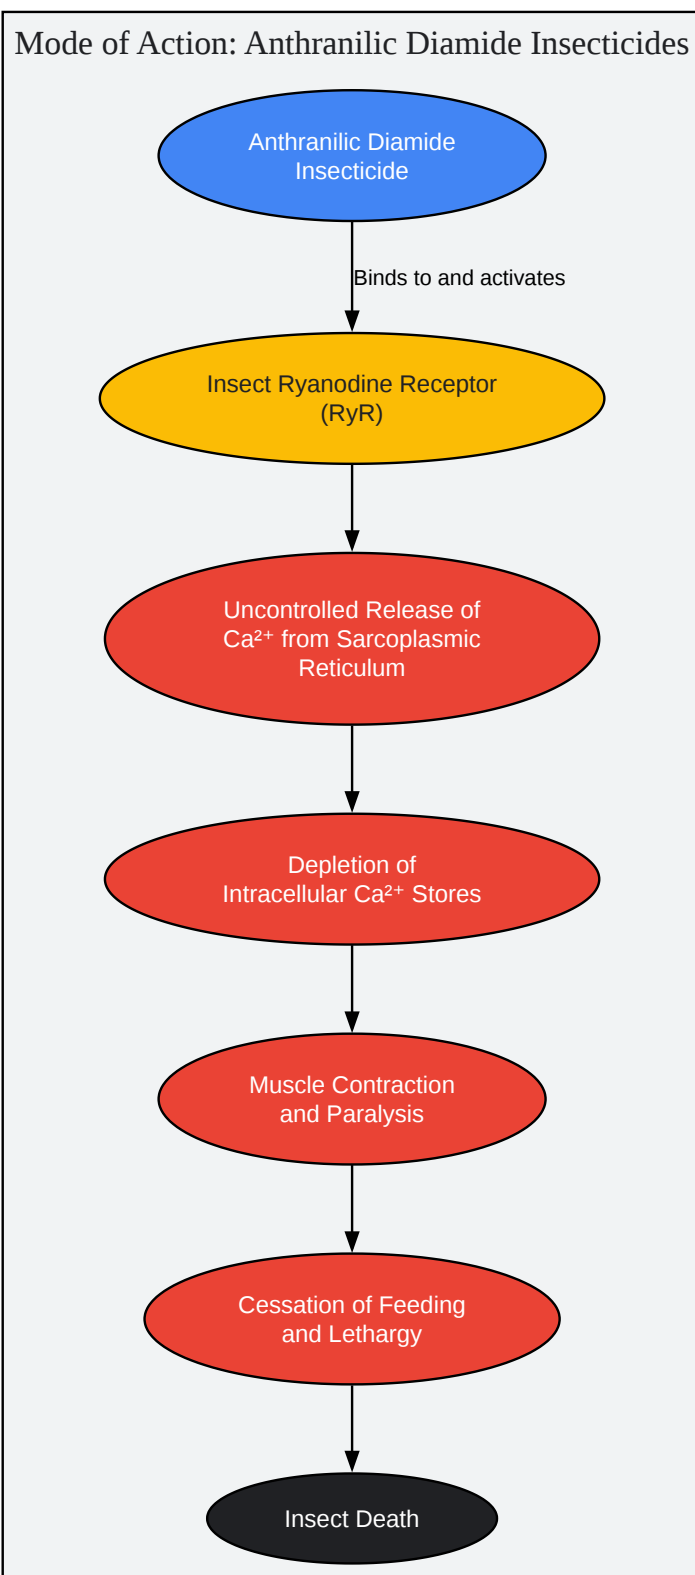 Mode of Action: Anthranilic Diamide Insecticides
Anthranilic Diamide
Insecticide
Binds to and activates
Insect Ryanodine Receptor
(RyR)
Uncontrolled Release of
Ca²⁺ from Sarcoplasmic
Reticulum
Depletion of
Intracellular Ca²⁺ Stores
Muscle Contraction
and Paralysis
Cessation of Feeding
and Lethargy
Insect Death